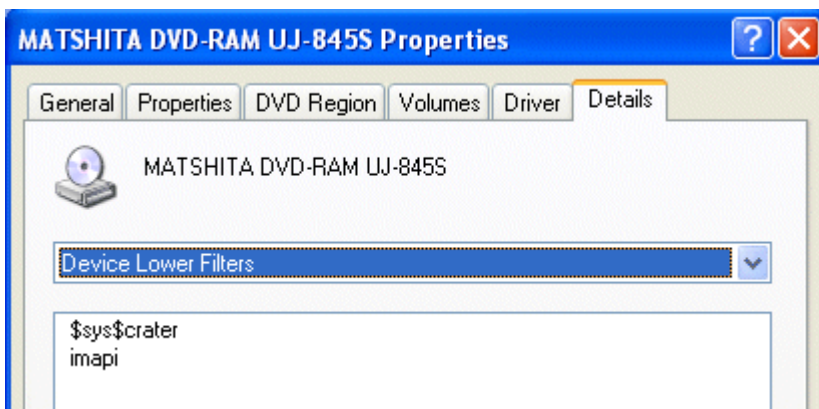 MATSHITA DVD-RAM UJ-845S Properties
General Properties DVD Region Volumes Driver Details
MATSHITA DVD-RAM UJ-845S
Device Lower Filters
$sys$crater
imapi